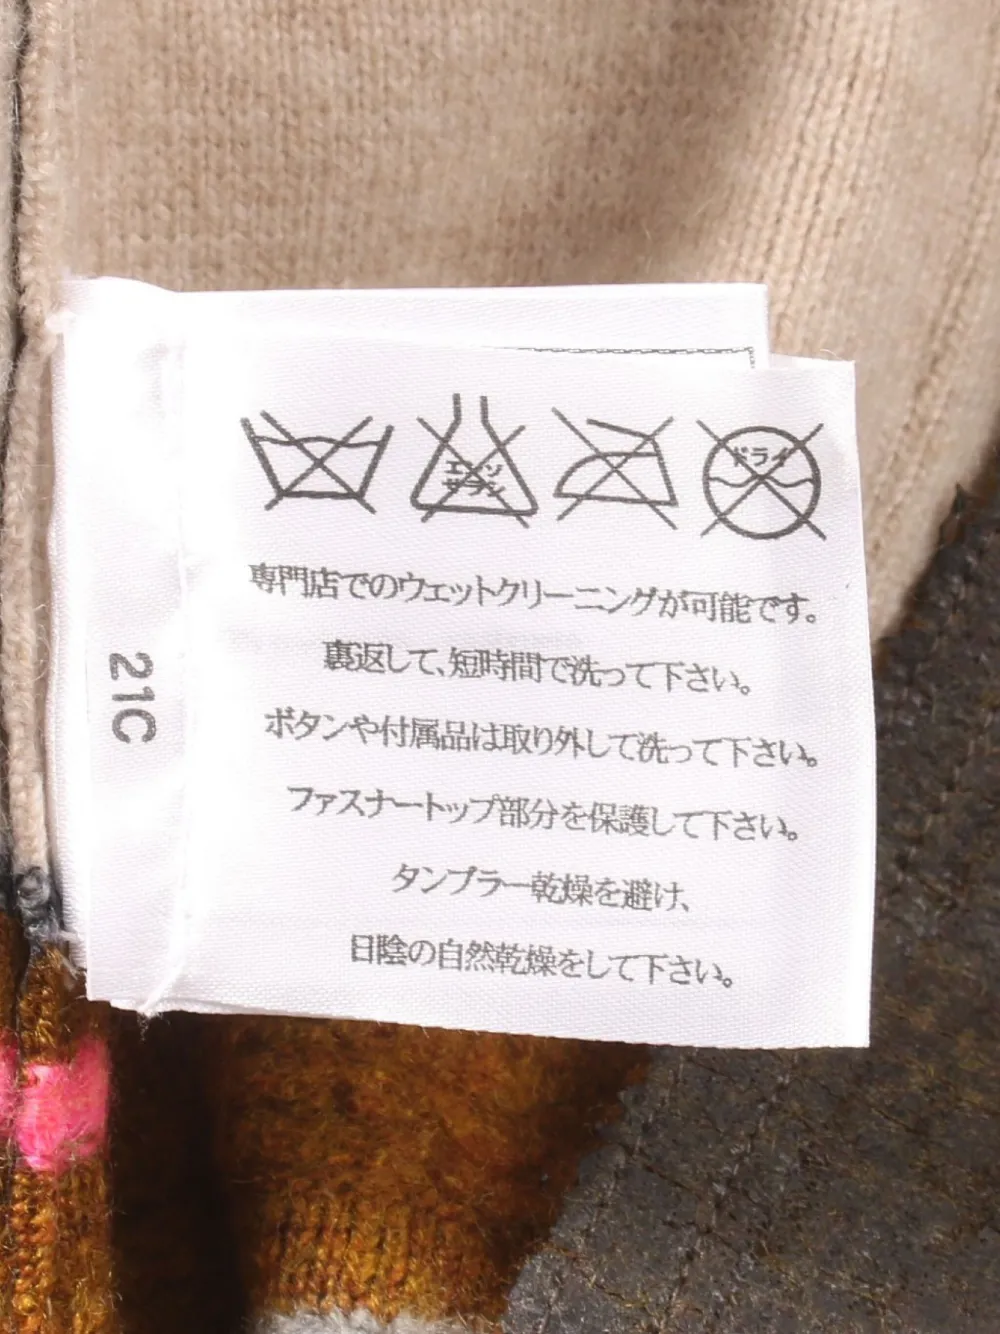 エンソ
サラシ
ドライ
専門店でのウェットクリーニングが可能です。
裏返して、短時間で洗って下さい。
ボタンや付属品は取り外して洗って下さい。
ファスナートップ部分を保護して下さい。
タンブラー乾燥を避け、
日陰の自然乾燥をして下さい。
21C